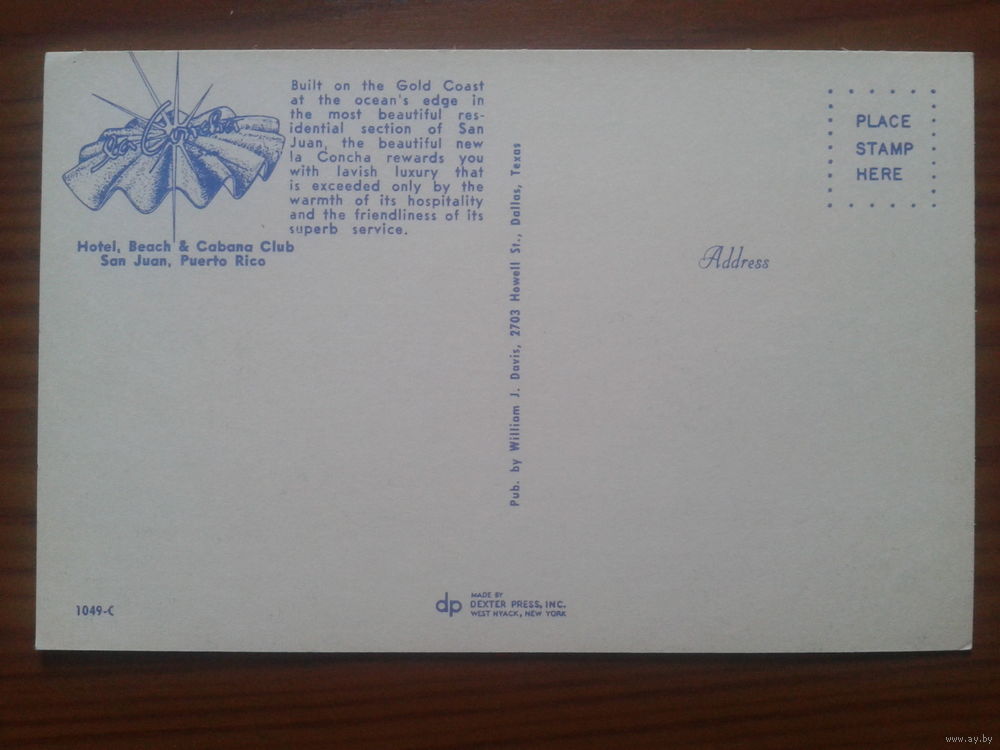 la Concha
Built on the Gold Coast
at the ocean's edge in
the most beautiful res-
idential section of San
Juan, the beautiful new
la Concha rewards you
with lavish luxury that
is exceeded only by the
warmth of its hospitality
and the friendliness of its
superb service.
Hotel, Beach & Cabana Club
San Juan, Puerto Rico
Pub. by William J. Davis, 2703 Howell St., Dallas, Texas
PLACE
STAMP
HERE
Address
1049-C
dp
MADE BY
DEXTER PRESS, INC.
WEST NYACK, NEW YORK
www.ay.by